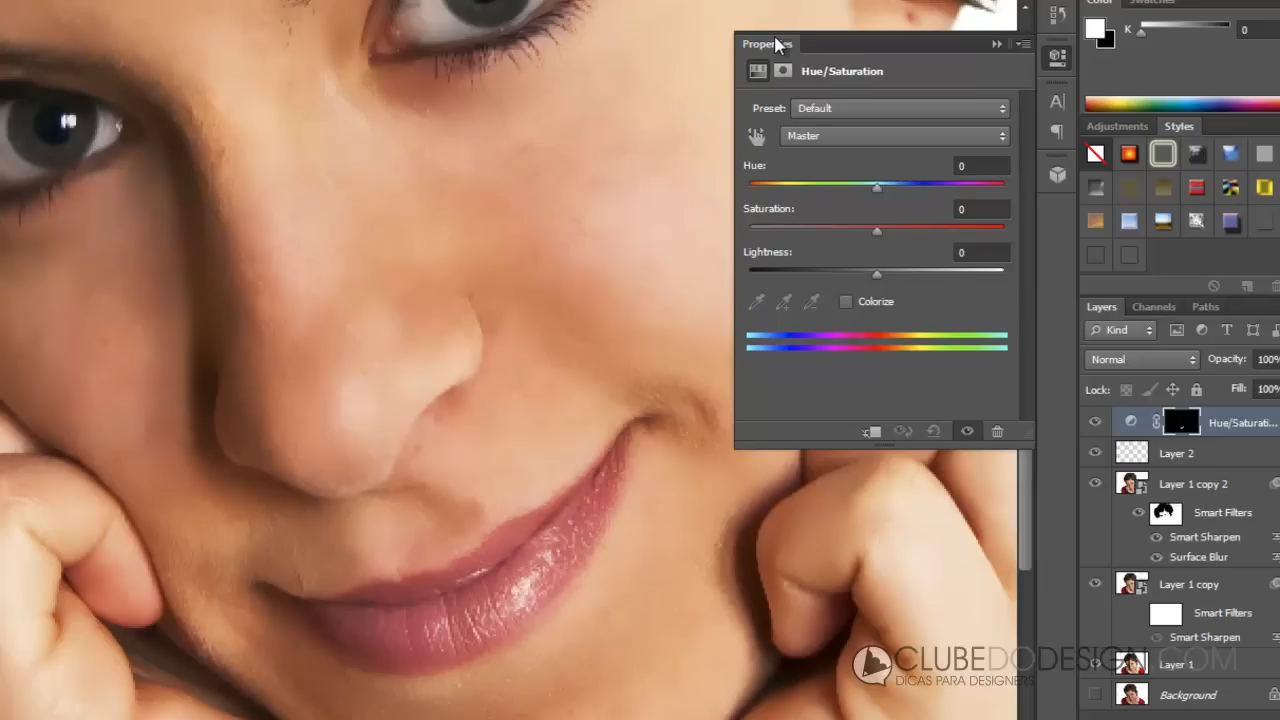 Color Swatches
Properties
Hue/Saturation
K 0
Preset: Default
Master
Hue: 0
Saturation: 0
Lightness: 0
Colorize
Adjustments Styles
Layers Channels Paths
Kind
Normal Opacity: 100%
Lock: Fill: 100%
Hue/Saturati...
Layer 2
Layer 1 copy 2
Smart Filters
Smart Sharpen
Surface Blur
Layer 1 copy
Smart Filters
Smart Sharpen
Layer 1
Background
CLUBEDODESIGN.COM
DICAS PARA DESIGNERS